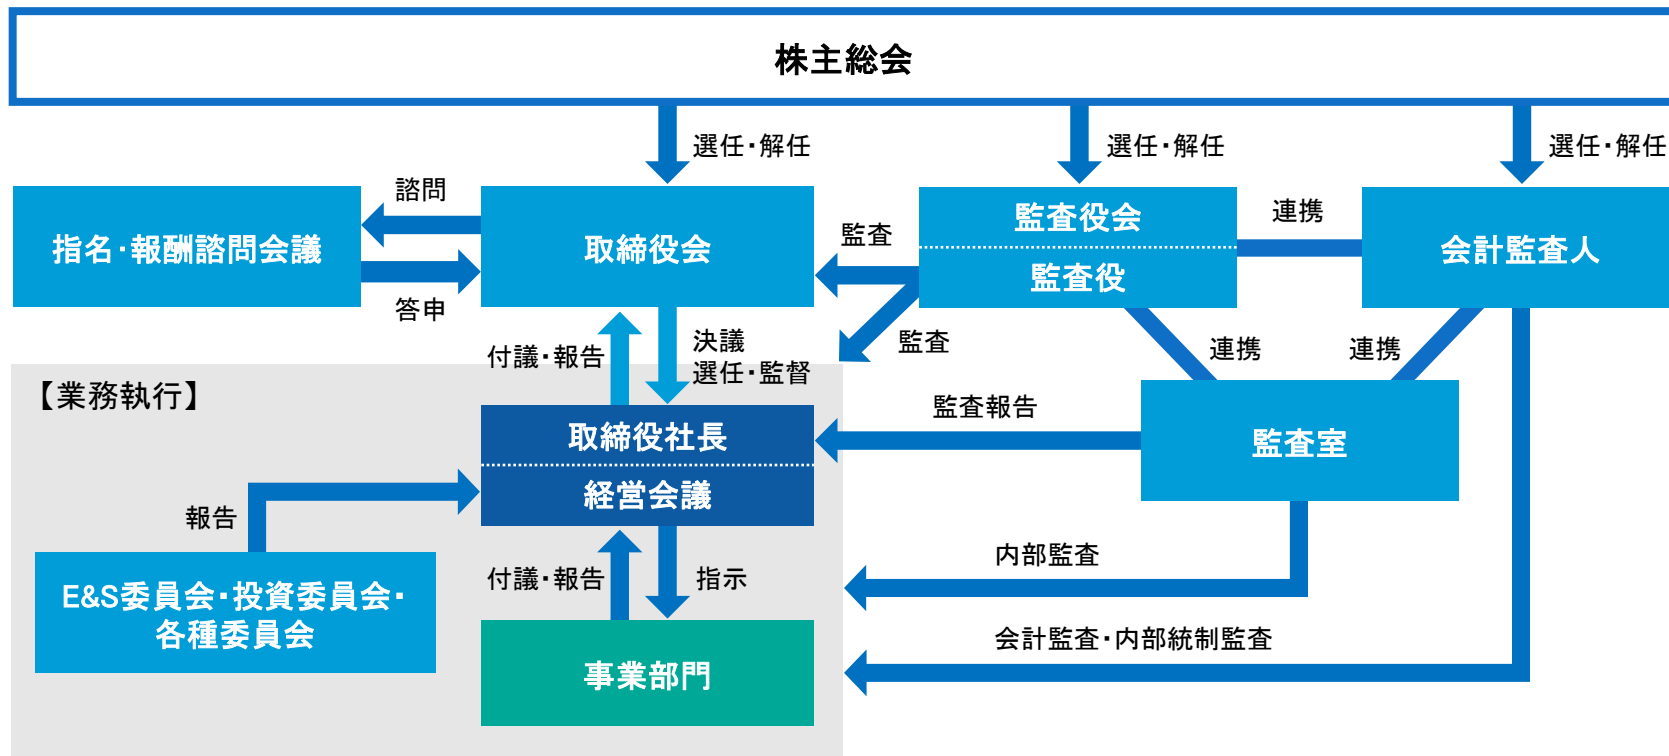 株主総会
選任・解任
選任・解任
選任・解任
諮問
指名・報酬諮問会議
答申
取締役会
監査
監査役会
監査役
連携
会計監査人
付議・報告
決議
選任・監督
監査
連携
連携
【業務執行】
取締役社長
経営会議
監査報告
監査室
報告
E&S委員会・投資委員会・
各種委員会
付議・報告
指示
内部監査
会計監査・内部統制監査
事業部門